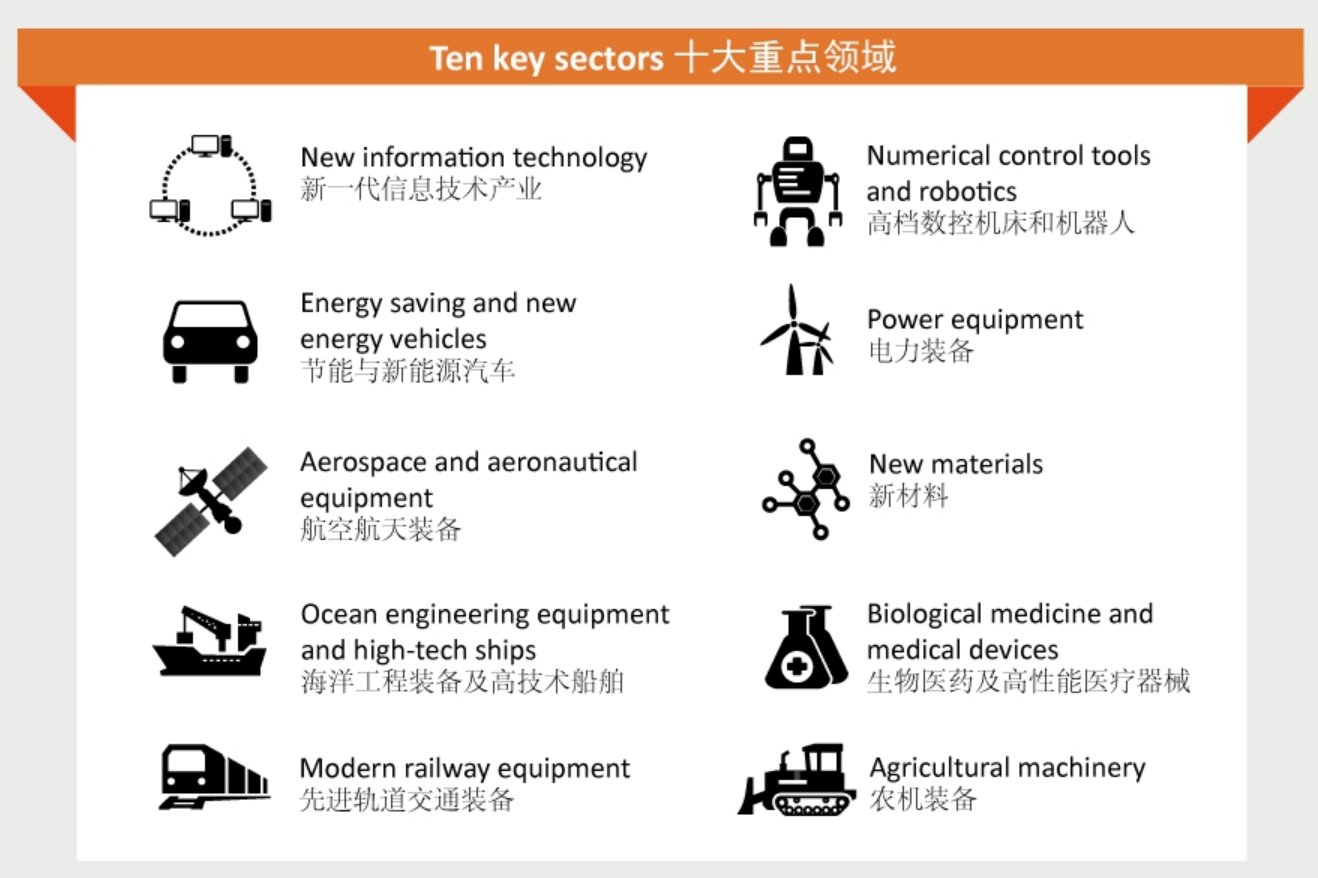 Ten key sectors 十大重点领域
New information technology
新一代信息技术产业
Numerical control tools
and robotics
高档数控机床和机器人
Energy saving and new
energy vehicles
节能与新能源汽车
Power equipment
电力装备
Aerospace and aeronautical
equipment
航空航天装备
New materials
新材料
Ocean engineering equipment
and high-tech ships
海洋工程装备及高技术船舶
Biological medicine and
medical devices
生物医药及高性能医疗器械
Modern railway equipment
先进轨道交通装备
Agricultural machinery
农机装备